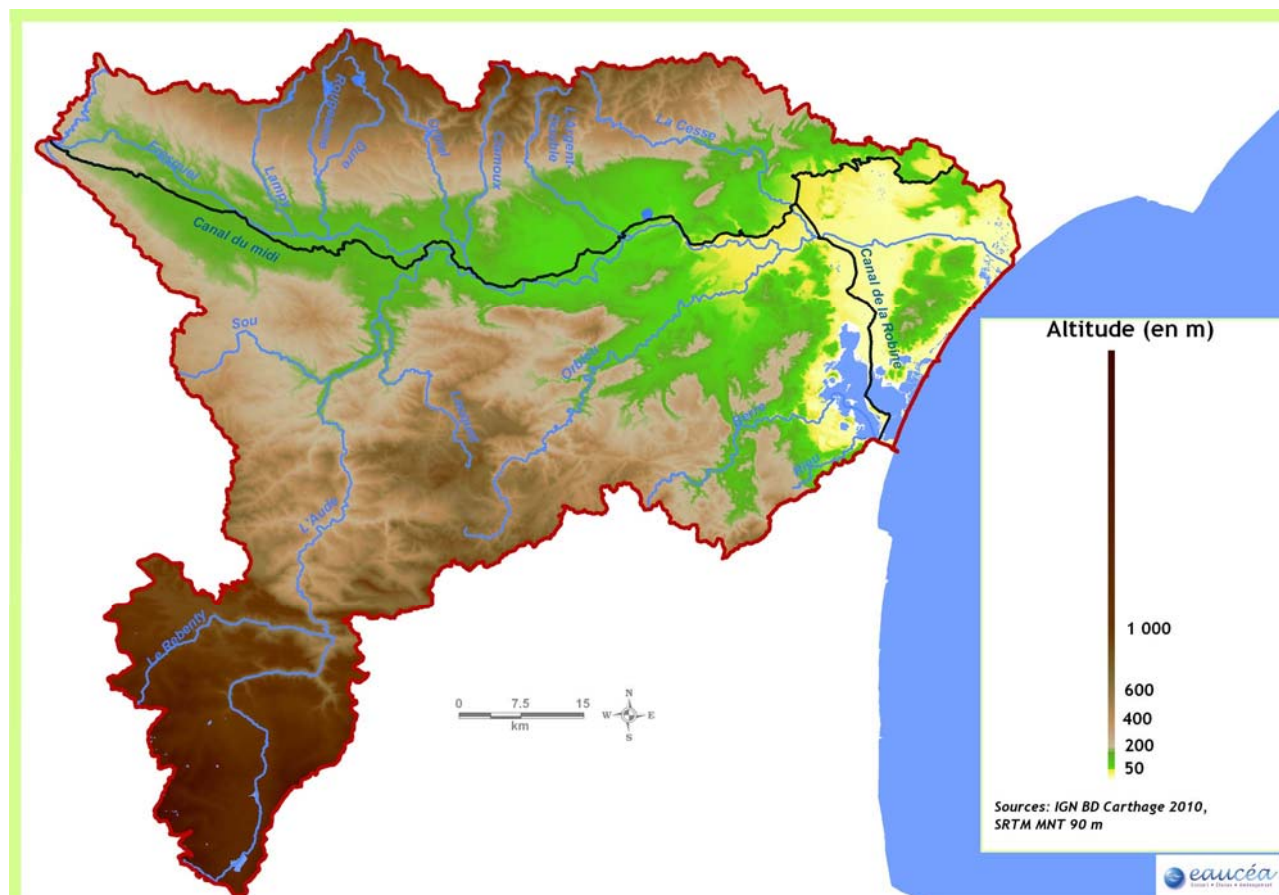 Fresquel
Lampy
Rougeanne
Dure
Orbiel
Clamoux
L'Argent-
Double
La Cesse
Canal du midi
Canal de la Robine
Sou
Orbieu
Lauquet
Berre
Rieu
L'Aude
Le Rebenty
Altitude (en m)
1 000
600
400
200
50
0
7.5
15
km
N
W
E
S
Sources: IGN BD Carthage 2010,
SRTM MNT 90 m
eaucéa